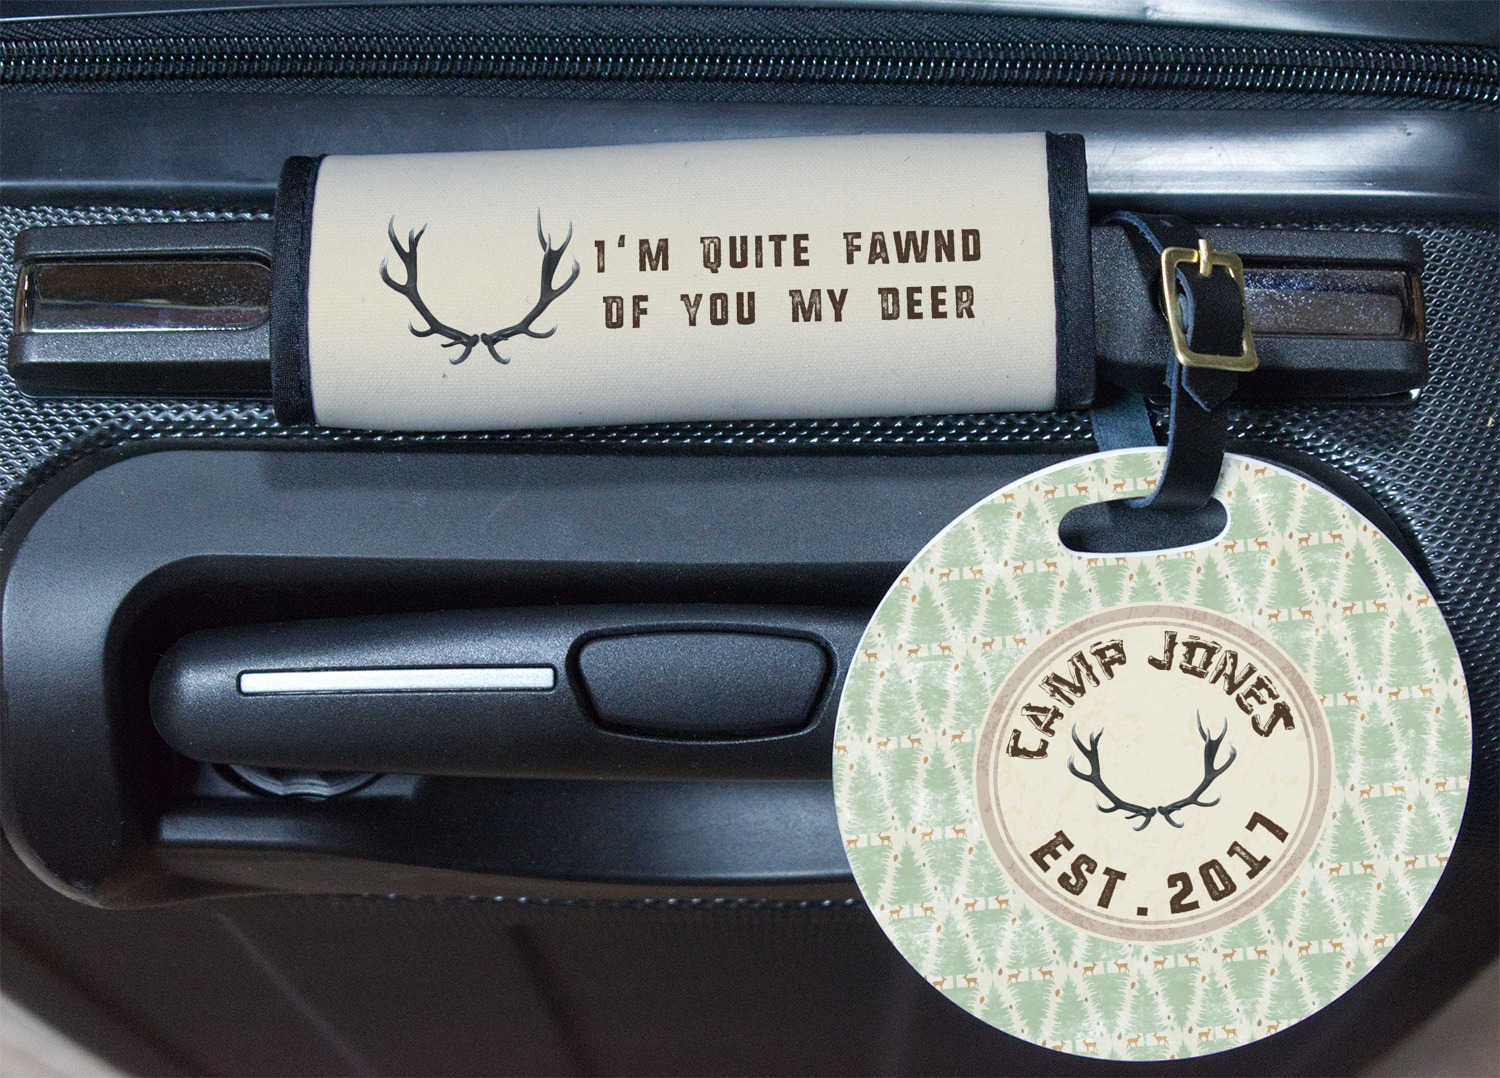 I'M QUITE FAWND
OF YOU MY DEER
CAMP JONES
EST. 2017